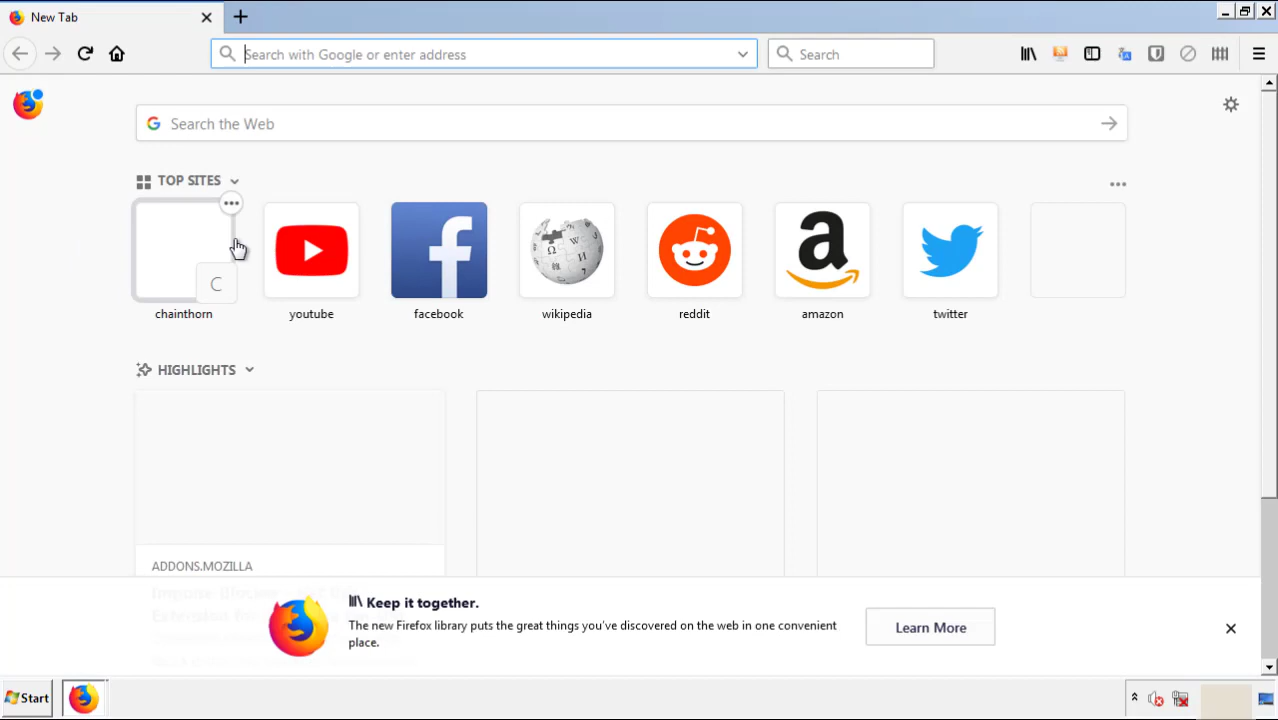 New Tab
Search with Google or enter address
Search
Search the Web
TOP SITES
C
chainthorn
youtube
facebook
wikipedia
reddit
amazon
twitter
HIGHLIGHTS
ADDONS.MOZILLA
Keep it together.
The new Firefox library puts the great things you've discovered on the web in one convenient
place.
Learn More
Start